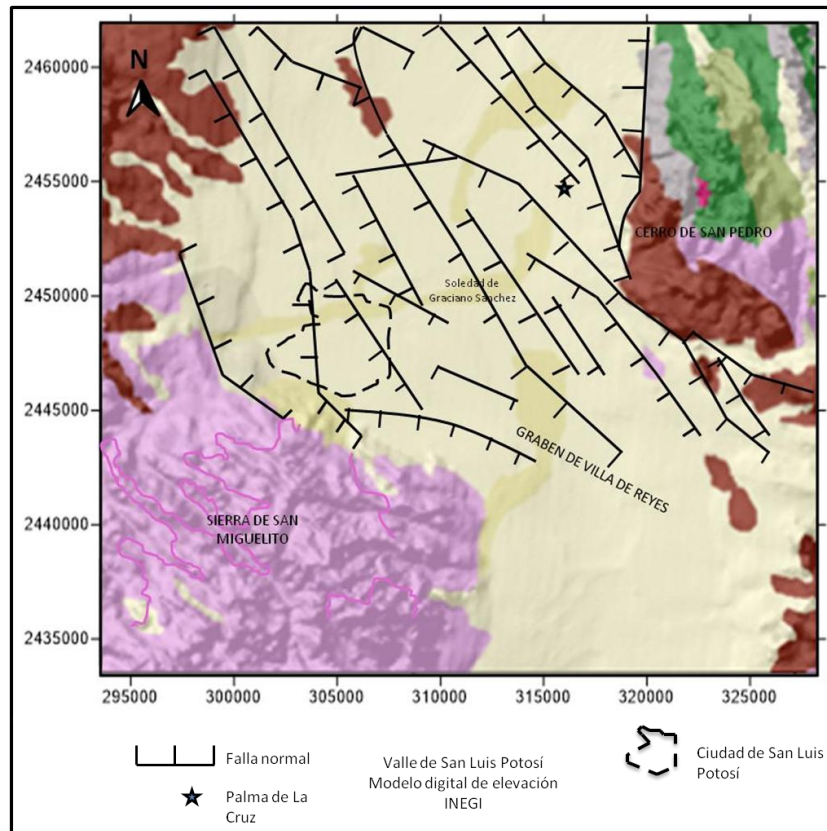 2460000
N
2455000
CERRO DE SAN PEDRO
2450000
Soledad de
Graciano Sánchez
2445000
GRABEN DE VILLA DE REYES
2440000
SIERRA DE SAN
MIGUELITO
2435000
295000 300000 305000 310000 315000 320000 325000
Falla normal
Palma de La
Cruz
Valle de San Luis Potosí
Modelo digital de elevación
INEGI
Ciudad de San Luis
Potosí